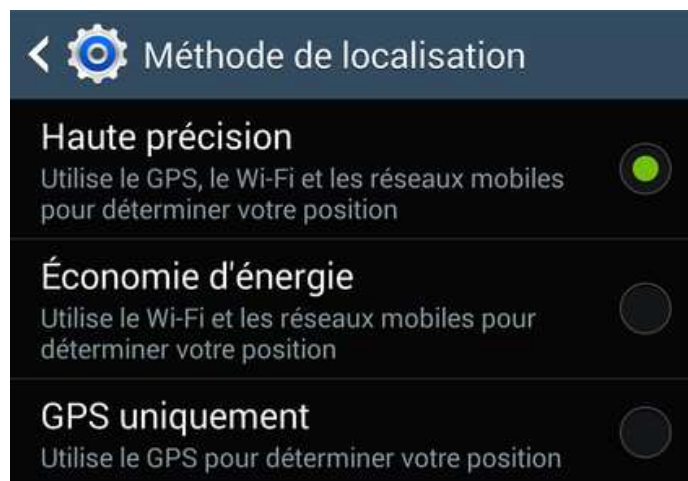 Méthode de localisation
Haute précision
Utilise le GPS, le Wi-Fi et les réseaux mobiles
pour déterminer votre position
Économie d'énergie
Utilise le Wi-Fi et les réseaux mobiles pour
déterminer votre position
GPS uniquement
Utilise le GPS pour déterminer votre position